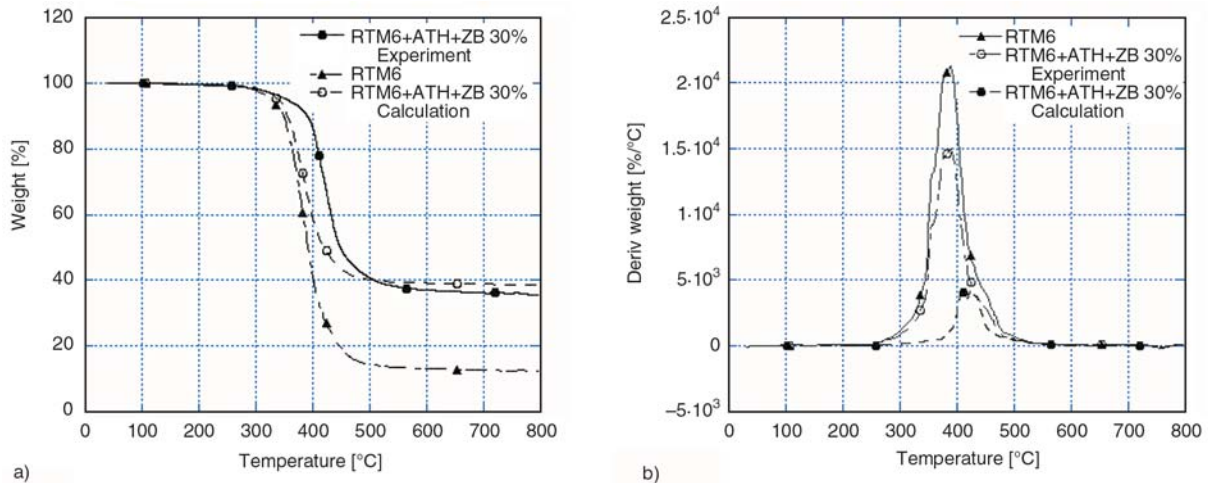 120
100
80
60
40
20
0
Weight [%]
RTM6+ATH+ZB 30%
Experiment
RTM6
RTM6+ATH+ZB 30%
Calculation
0 100 200 300 400 500 600 700 800
Temperature [°C]
a)
2.5·10⁴
2.0·10⁴
1.5·10⁴
1·10⁴
5·10³
0
–5·10³
Deriv weight [%/°C]
RTM6
RTM6+ATH+ZB 30%
Experiment
RTM6+ATH+ZB 30%
Calculation
0 100 200 300 400 500 600 700 800
Temperature [°C]
b)